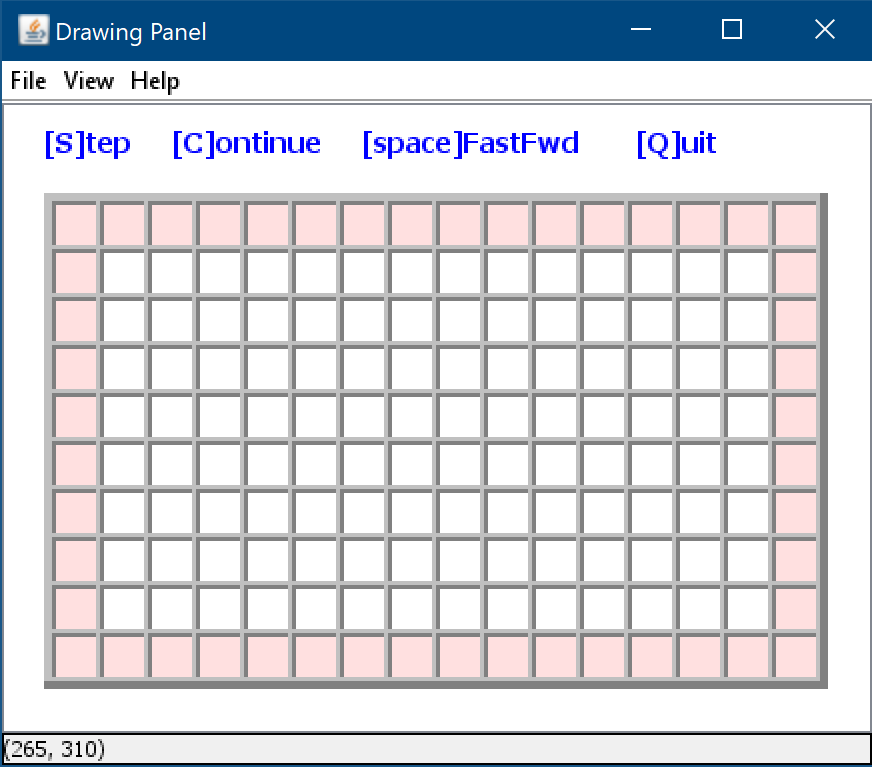 Drawing Panel
File View Help
[S]tep [C]ontinue [space]FastFwd [Q]uit
(265, 310)